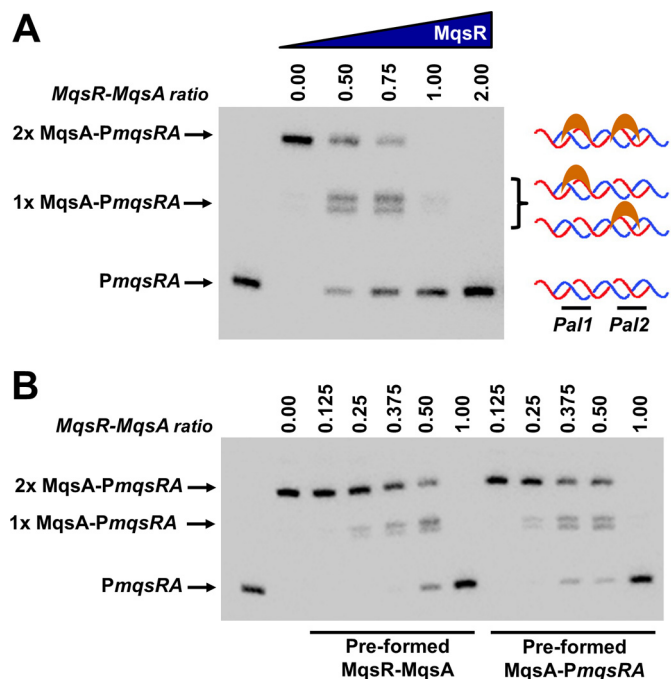 A
MqsR
MqsR-MqsA ratio
0.00 0.50 0.75 1.00 2.00
2x MqsA-PmqsRA
1x MqsA-PmqsRA
PmqsRA
Pal1 Pal2
B
MqsR-MqsA ratio
0.00 0.125 0.25 0.375 0.50 1.00 0.125 0.25 0.375 0.50 1.00
2x MqsA-PmqsRA
1x MqsA-PmqsRA
PmqsRA
Pre-formed
MqsR-MqsA
Pre-formed
MqsA-PmqsRA